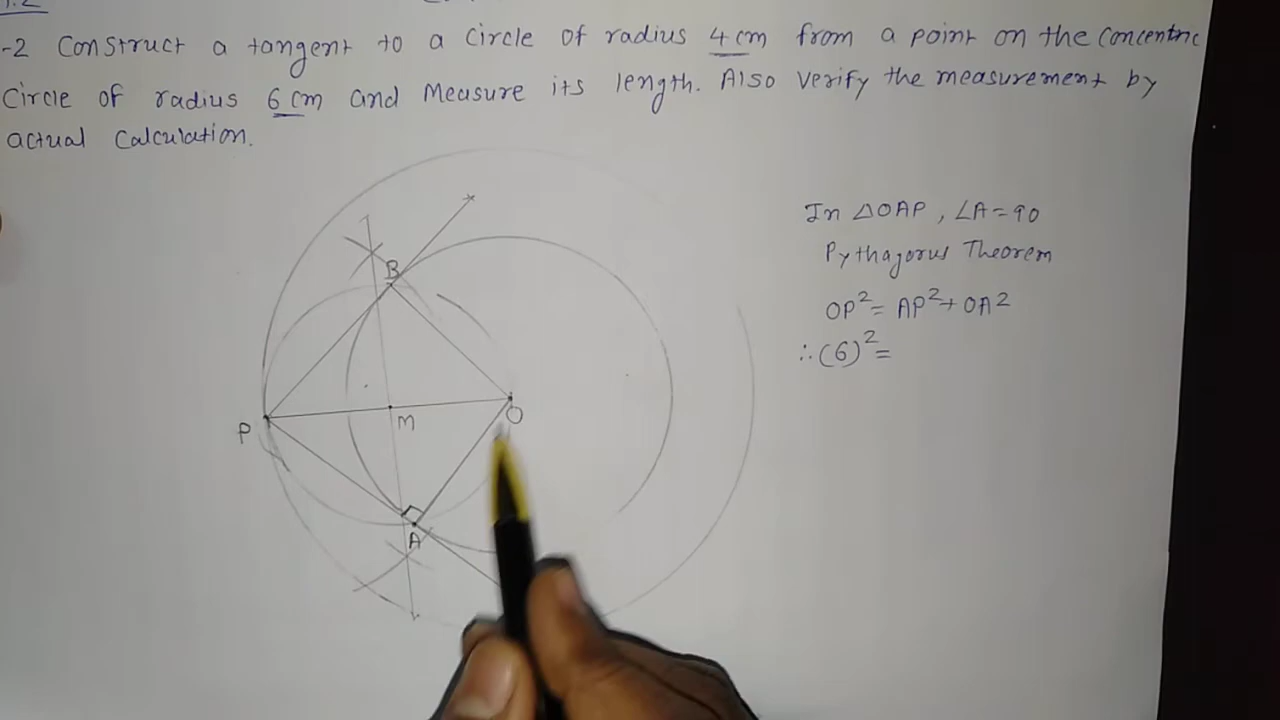 -2 Construct a tangent to a circle of radius 4 cm from a point on the concentric
circle of radius 6 cm and Measure its length. Also verify the measurement by
actual calculation.
In △OAP, ∠A=90
Pythagorus Theorem
OP²= AP²+OA²
∴(6)²=
B
P
M
O
A